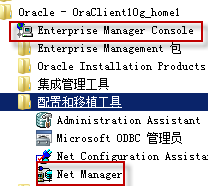 Oracle - OraClient10g_home1
Enterprise Manager Console
Enterprise Management 包
Oracle Installation Products
集成管理工具
配置和移植工具
Administration Assistant
Microsoft ODBC 管理员
Net Configuration Assista
Net Manager